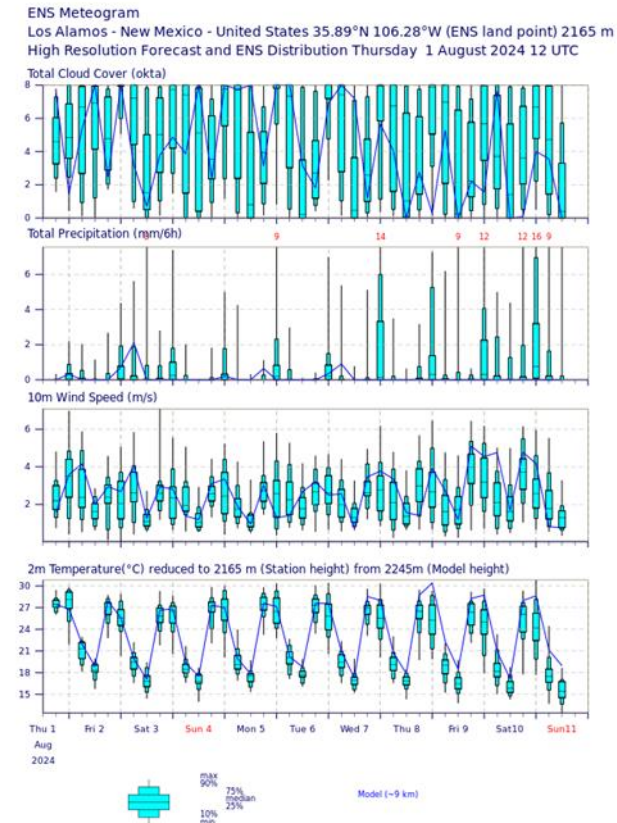 ENS Meteogram
Los Alamos - New Mexico - United States 35.89°N 106.28°W (ENS land point) 2165 m
High Resolution Forecast and ENS Distribution Thursday 1 August 2024 12 UTC
Total Cloud Cover (okta)
8
6
4
2
0
Total Precipitation (mm/6h)
9 14 9 12 12 16 9
6
4
2
0
10m Wind Speed (m/s)
6
4
2
2m Temperature(°C) reduced to 2165 m (Station height) from 2245m (Model height)
30
27
24
21
18
15
Thu 1 Fri 2 Sat 3 Sun 4 Mon 5 Tue 6 Wed 7 Thu 8 Fri 9 Sat10 Sun11
Aug
2024
max
90%
75%
median
25%
10%
min
Model (~9 km)